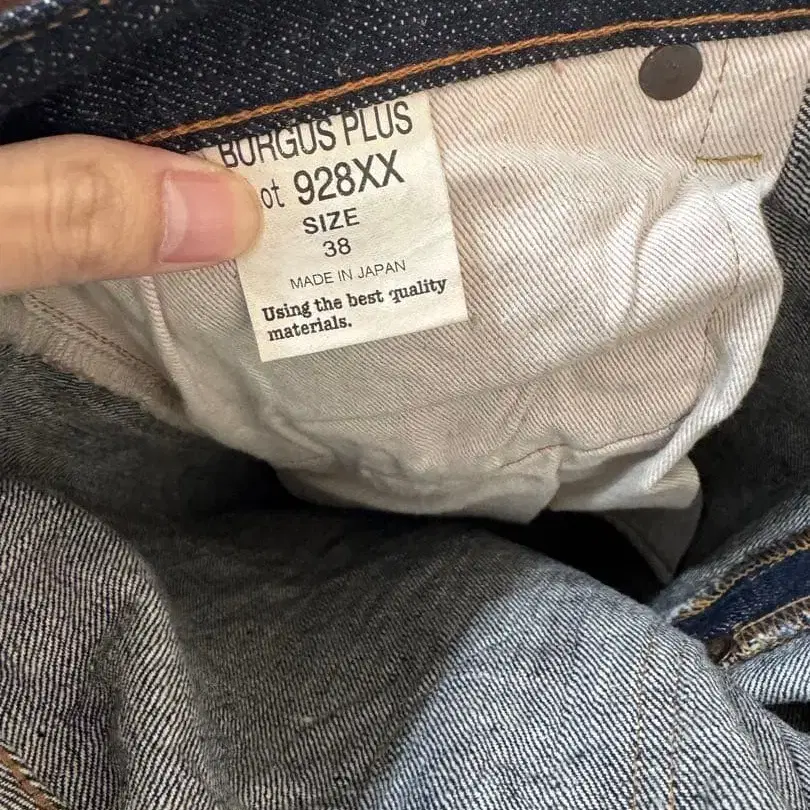 BURGUS PLUS
ot 928XX
SIZE
38
MADE IN JAPAN
Using the best quality
materials.